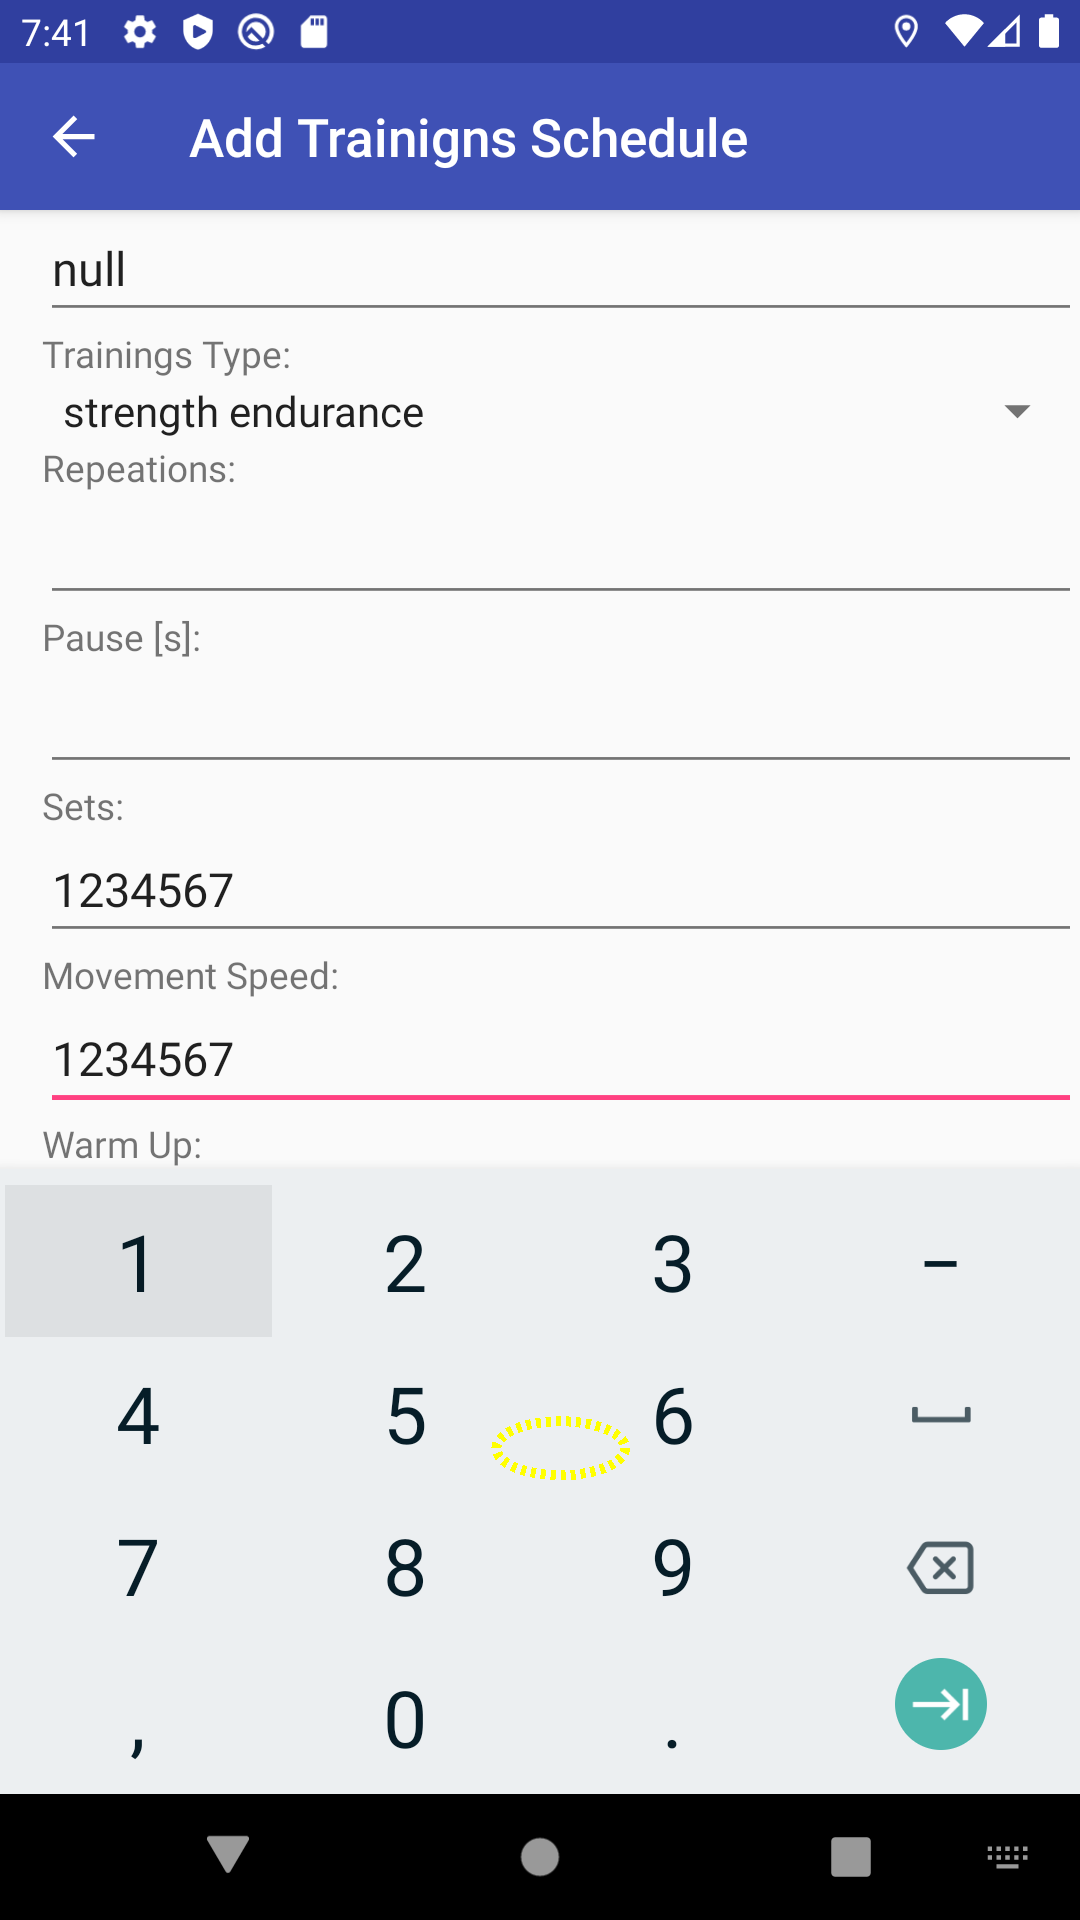 7:41
Add Trainigns Schedule
null
Trainings Type:
strength endurance
Repeations:
Pause [s]:
Sets:
1234567
Movement Speed:
1234567
Warm Up:
1 2 3 –
4 5 6
7 8 9
, 0 .